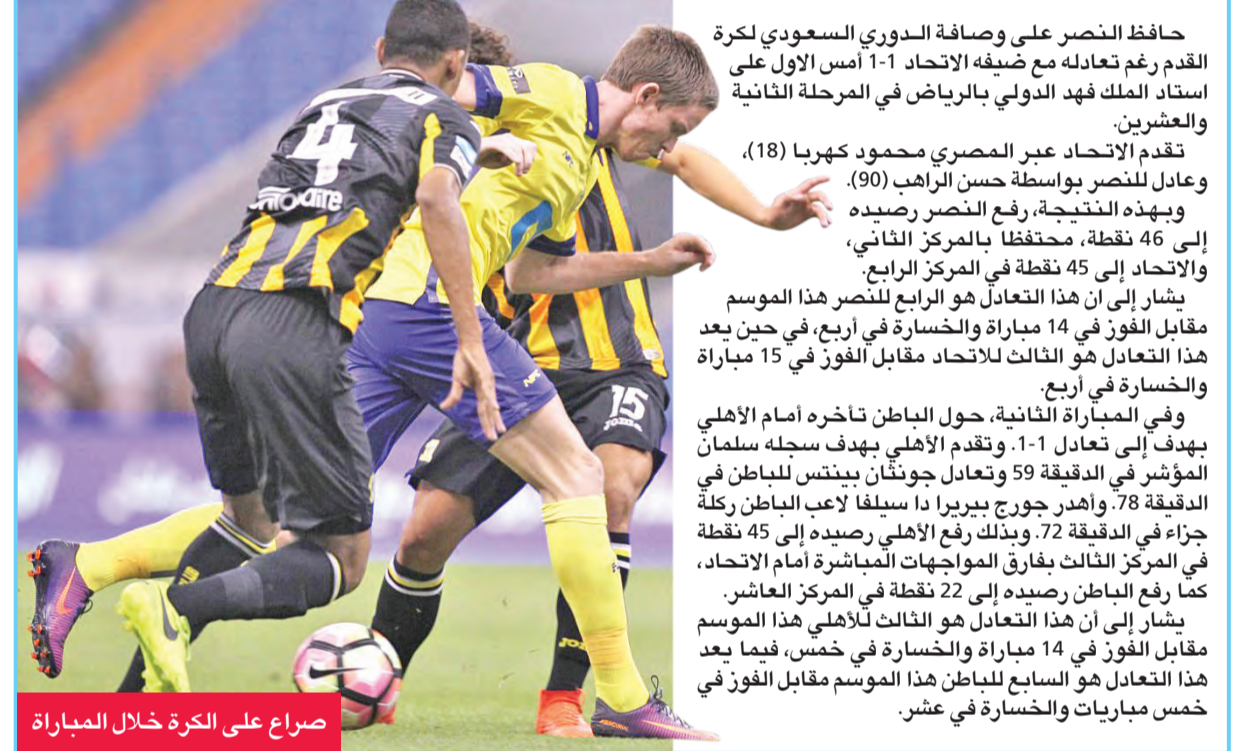 حافظ النصر على وصافة الدوري السعودي لكرة
القدم رغم تعادله مع ضيفه الاتحاد 1-1 أمس الاول على
استاد الملك فهد الدولي بالرياض في المرحلة الثانية
والعشرين.
تقدم الاتحاد عبر المصري محمود كهربا (18)،
وعادل للنصر بواسطة حسن الراهب (90).
وبهذه النتيجة، رفع النصر رصيده
إلى 46 نقطة، محتفظا بالمركز الثاني،
والاتحاد إلى 45 نقطة في المركز الرابع.
يشار إلى ان هذا التعادل هو الرابع للنصر هذا الموسم
مقابل الفوز في 14 مباراة والخسارة في أربع، في حين يعد
هذا التعادل هو الثالث للاتحاد مقابل الفوز في 15 مباراة
والخسارة في أربع.
وفي المباراة الثانية، حول الباطن تأخره أمام الأهلي
بهدف إلى تعادل 1-1. وتقدم الأهلي بهدف سجله سلمان
المؤشر في الدقيقة 59 وتعادل جونثان بينتس للباطن في
الدقيقة 78. وأهدر جورج بيريرا دا سيلفا لاعب الباطن ركلة
جزاء في الدقيقة 72. وبذلك رفع الأهلي رصيده إلى 45 نقطة
في المركز الثالث بفارق المواجهات المباشرة أمام الاتحاد،
كما رفع الباطن رصيده إلى 22 نقطة في المركز العاشر.
يشار إلى أن هذا التعادل هو الثالث للأهلي هذا الموسم
مقابل الفوز في 14 مباراة والخسارة في خمس، فيما يعد
هذا التعادل هو السابع للباطن هذا الموسم مقابل الفوز في
خمس مباريات والخسارة في عشر.
4
15
JOMA
صراع على الكرة خلال المباراة